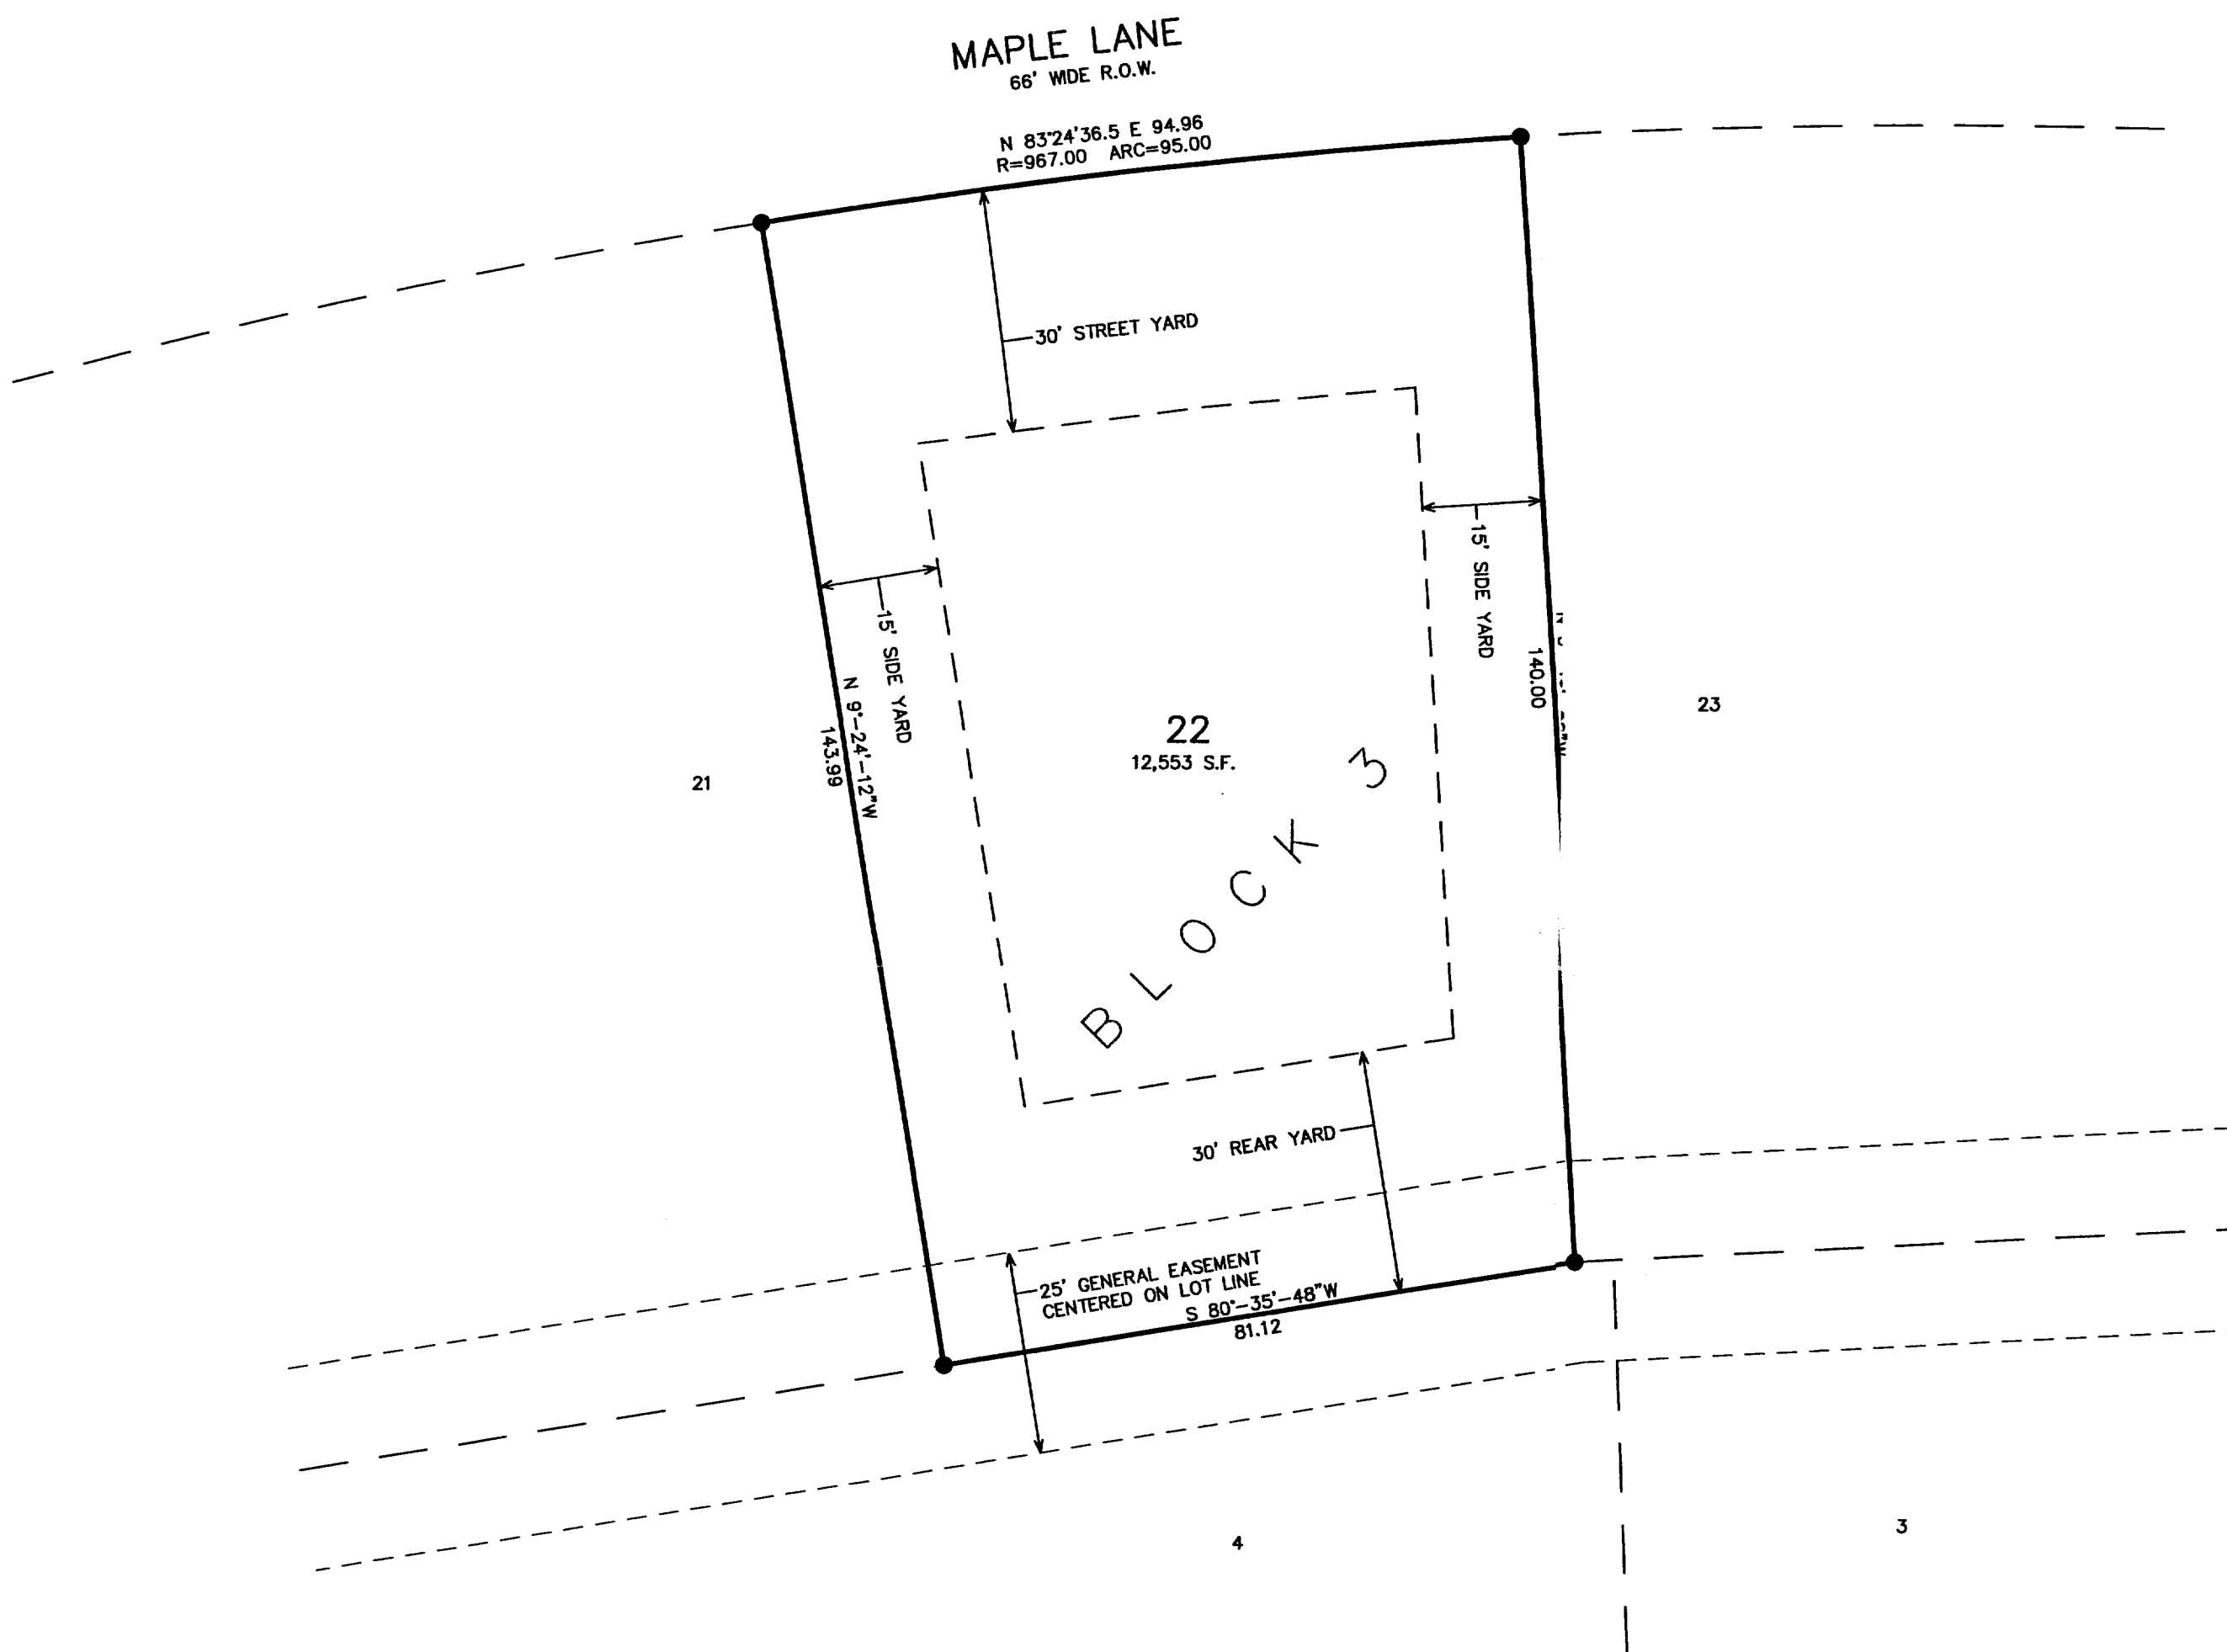 MAPLE LANE
66' WIDE R.O.W.
N 83°24'36.5 E 94.96
R=967.00 ARC=95.00
30' STREET YARD
15' SIDE YARD
15' SIDE YARD
140.00
N 9°-24'-12"W
143.99
22
12,553 S.F.
23
21
BLOCK 3
30' REAR YARD
25' GENERAL EASEMENT
CENTERED ON LOT LINE
S 80°-35'-48"W
81.12
4
3